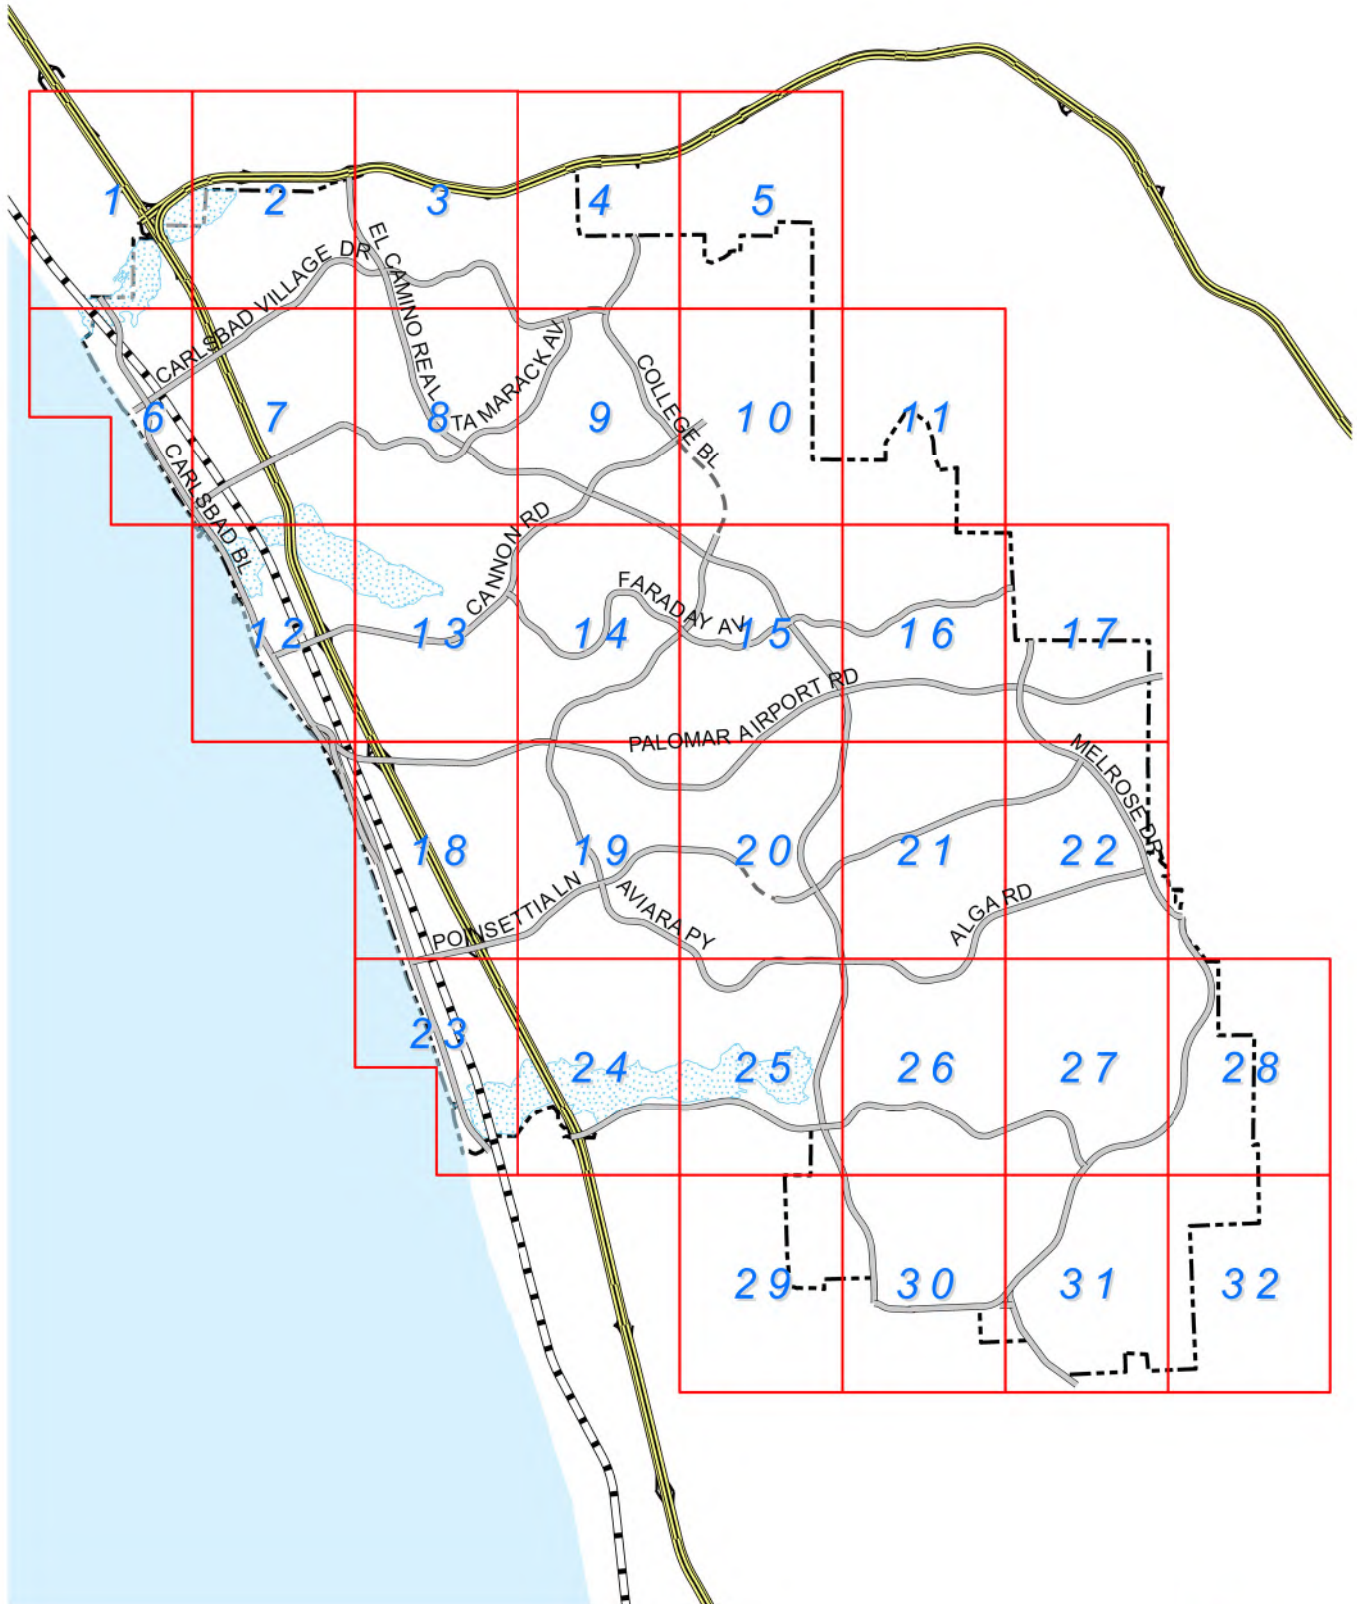 1
2
3
4
5
CARLSBAD VILLAGE DR
EL CAMINO REAL
TAMARACK AV
COLLEGE BL
6
7
8
9
10
11
CARLSBAD BL
CANNON RD
FARADAY AV
12
13
14
15
16
17
PALOMAR AIRPORT RD
MELROSE DR
18
19
20
21
22
POINSETTIA LN
AVIARA PY
ALGA RD
23
24
25
26
27
28
29
30
31
32